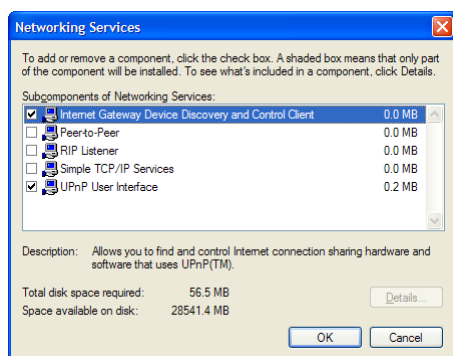 Networking Services
To add or remove a component, click the check box. A shaded box means that only part
of the component will be installed. To see what's included in a component, click Details.
Subcomponents of Networking Services:
Internet Gateway Device Discovery and Control Client 0.0 MB
Peer-to-Peer 0.0 MB
RIP Listener 0.0 MB
Simple TCP/IP Services 0.0 MB
UPnP User Interface 0.2 MB
Description: Allows you to find and control Internet connection sharing hardware and
software that uses UPnP(TM).
Total disk space required: 56.5 MB
Details...
Space available on disk: 28541.4 MB
OK Cancel